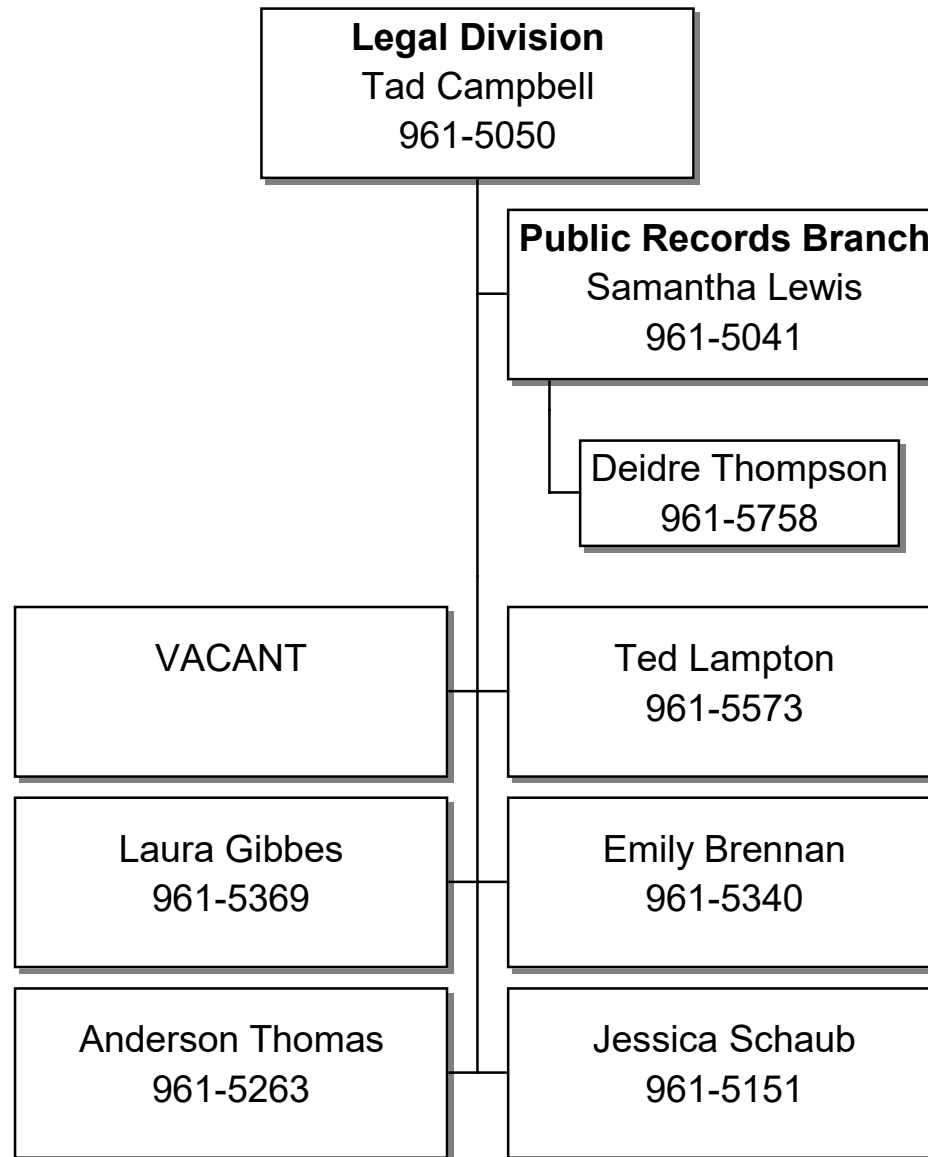 Legal Division
Tad Campbell
961-5050
Public Records Branch
Samantha Lewis
961-5041
Deidre Thompson
961-5758
VACANT
Ted Lampton
961-5573
Laura Gibbes
961-5369
Emily Brennan
961-5340
Anderson Thomas
961-5263
Jessica Schaub
961-5151